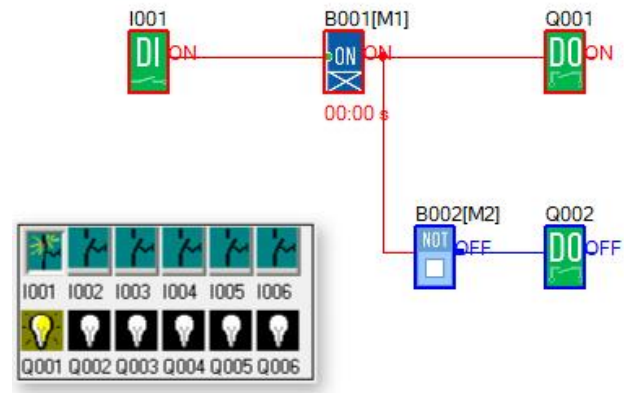 I001 B001[M1] Q001
DI ON ON ON DO ON
00:00 s
B002[M2] Q002
NOT OFF DO OFF
I001 I002 I003 I004 I005 I006
Q001 Q002 Q003 Q004 Q005 Q006